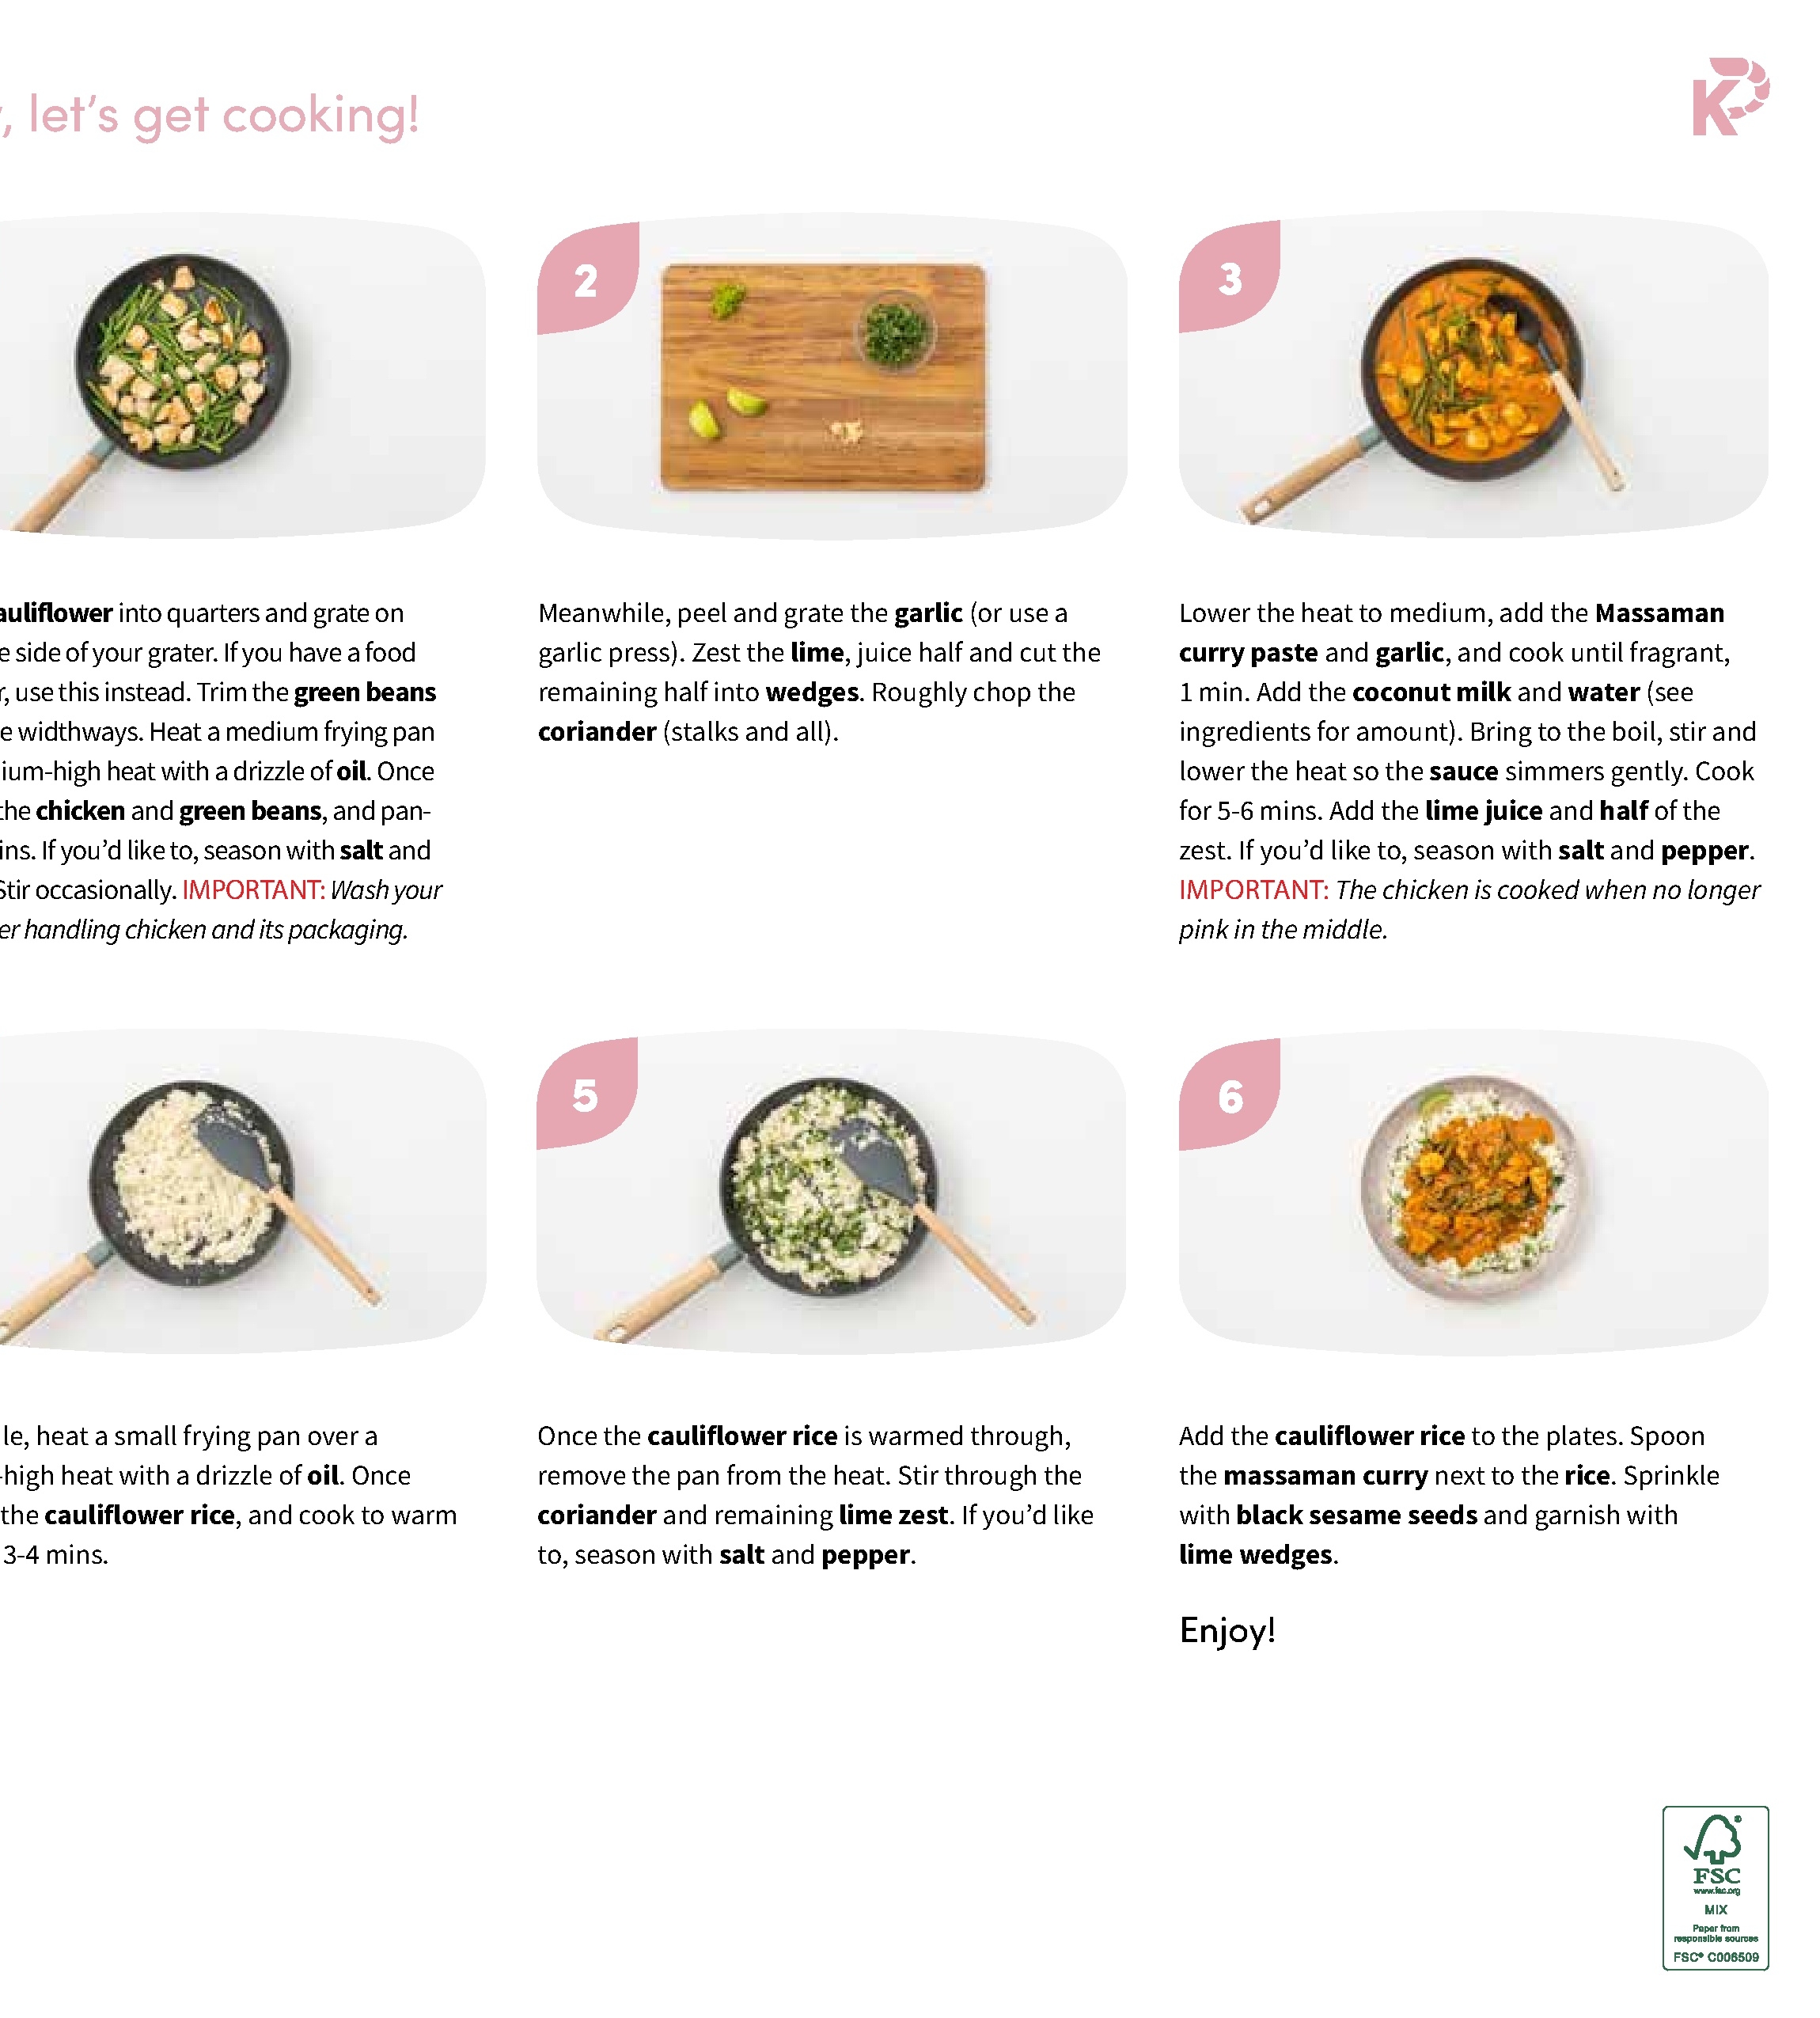 , let's get cooking!
auliflower into quarters and grate on
e side of your grater. If you have a food
r, use this instead. Trim the green beans
e widthways. Heat a medium frying pan
ium-high heat with a drizzle of oil. Once
the chicken and green beans, and pan-
ins. If you'd like to, season with salt and
Stir occasionally. IMPORTANT: Wash your
er handling chicken and its packaging.
2
Meanwhile, peel and grate the garlic (or use a
garlic press). Zest the lime, juice half and cut the
remaining half into wedges. Roughly chop the
coriander (stalks and all).
3
Lower the heat to medium, add the Massaman
curry paste and garlic, and cook until fragrant,
1 min. Add the coconut milk and water (see
ingredients for amount). Bring to the boil, stir and
lower the heat so the sauce simmers gently. Cook
for 5-6 mins. Add the lime juice and half of the
zest. If you'd like to, season with salt and pepper.
IMPORTANT: The chicken is cooked when no longer
pink in the middle.
le, heat a small frying pan over a
-high heat with a drizzle of oil. Once
the cauliflower rice, and cook to warm
3-4 mins.
5
Once the cauliflower rice is warmed through,
remove the pan from the heat. Stir through the
coriander and remaining lime zest. If you'd like
to, season with salt and pepper.
6
Add the cauliflower rice to the plates. Spoon
the massaman curry next to the rice. Sprinkle
with black sesame seeds and garnish with
lime wedges.
Enjoy!
FSC
www.fsc.org
MIX
Paper from
responsible sources
FSC® C006509